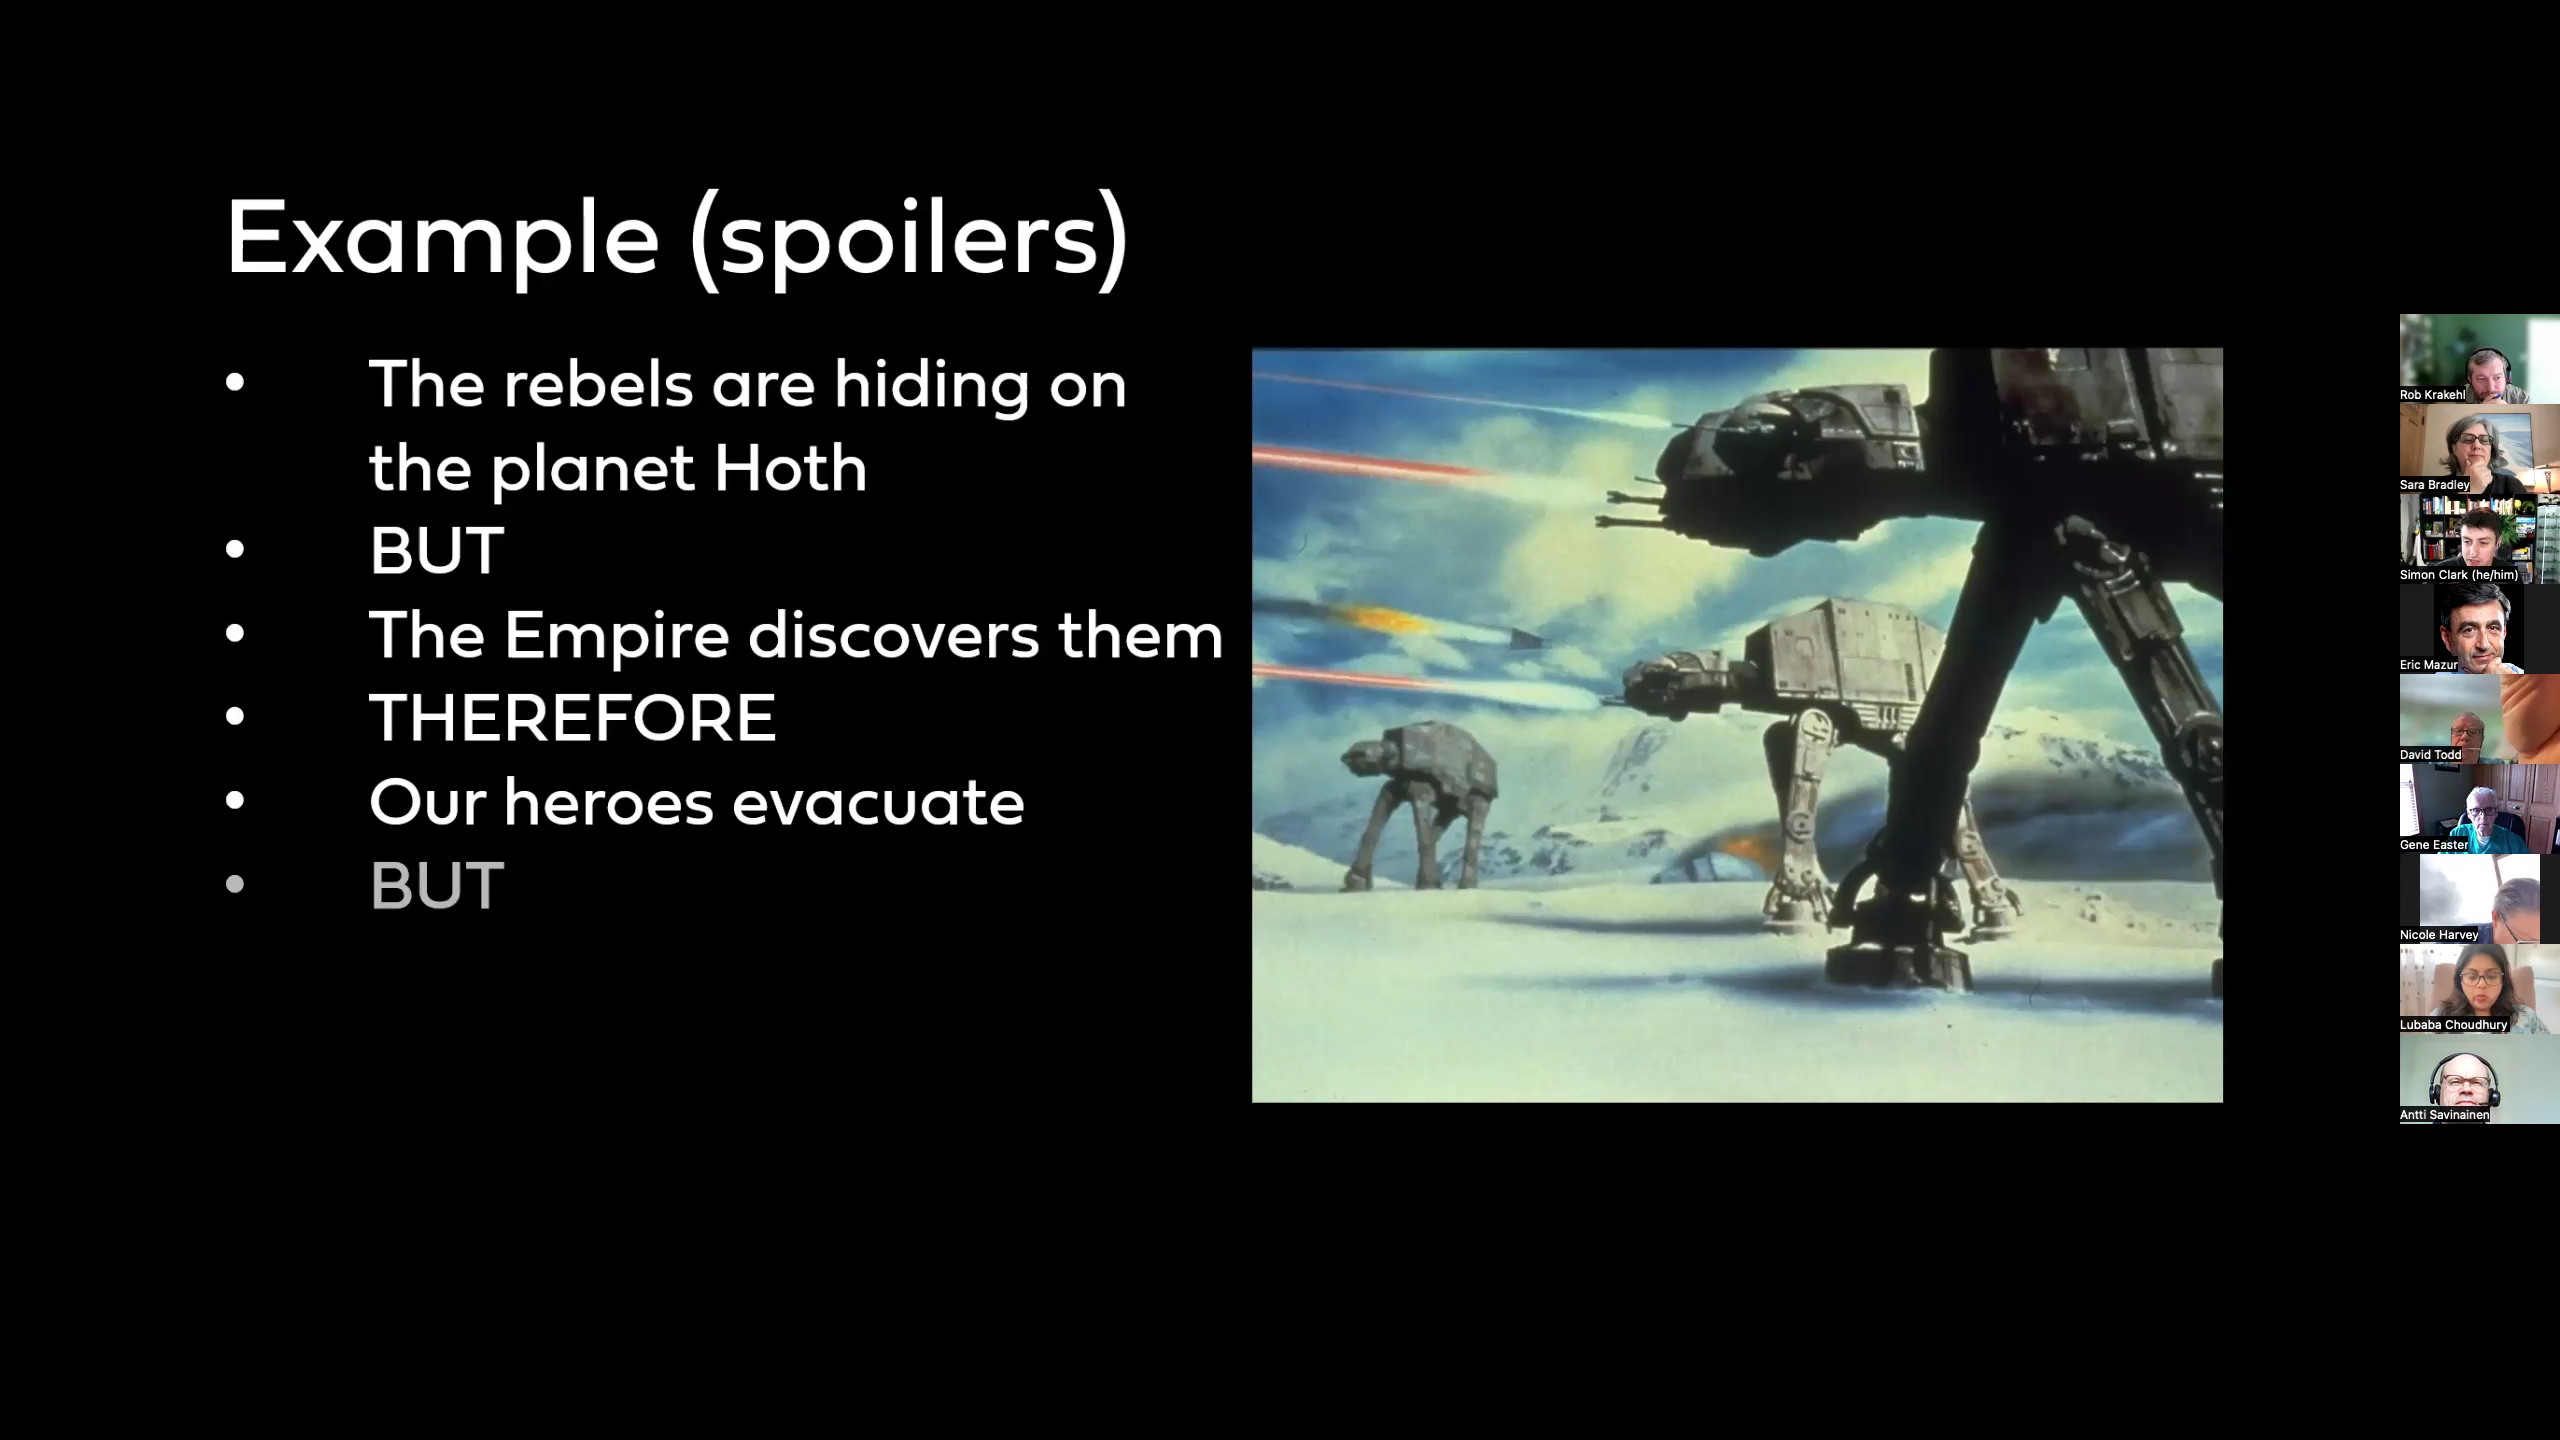 Example (spoilers)
• The rebels are hiding on
the planet Hoth
• BUT
• The Empire discovers them
• THEREFORE
• Our heroes evacuate
• BUT
Rob Krakehl
Sara Bradley
Simon Clark (he/him)
Eric Mazur
David Todd
Gene Easter
Nicole Harvey
Lubaba Choudhury
Antti Savinainen